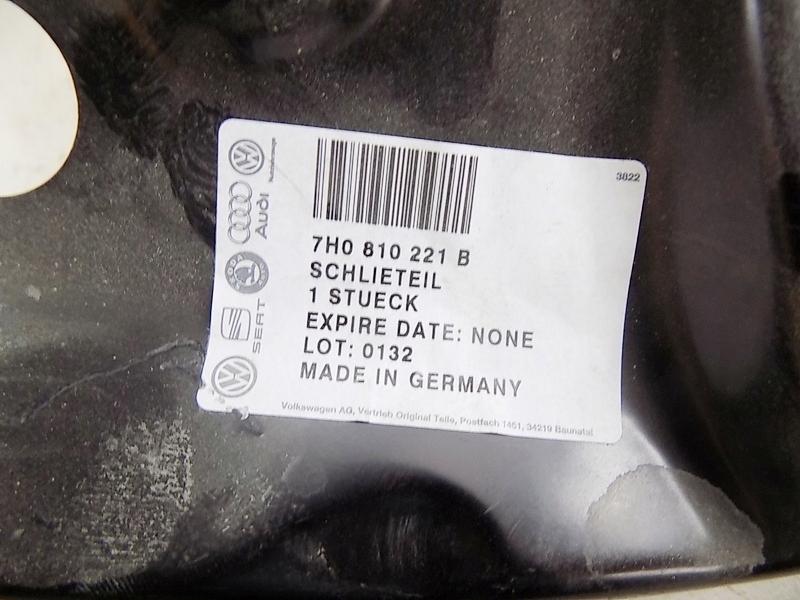 3822
7H0 810 221 B
SCHLIETEIL
1 STUECK
EXPIRE DATE: NONE
LOT: 0132
MADE IN GERMANY
Volkswagen AG, Vertrieb Original Teile, Postfach 1451, 34219 Baunatal
Audi
SKODA
SEAT